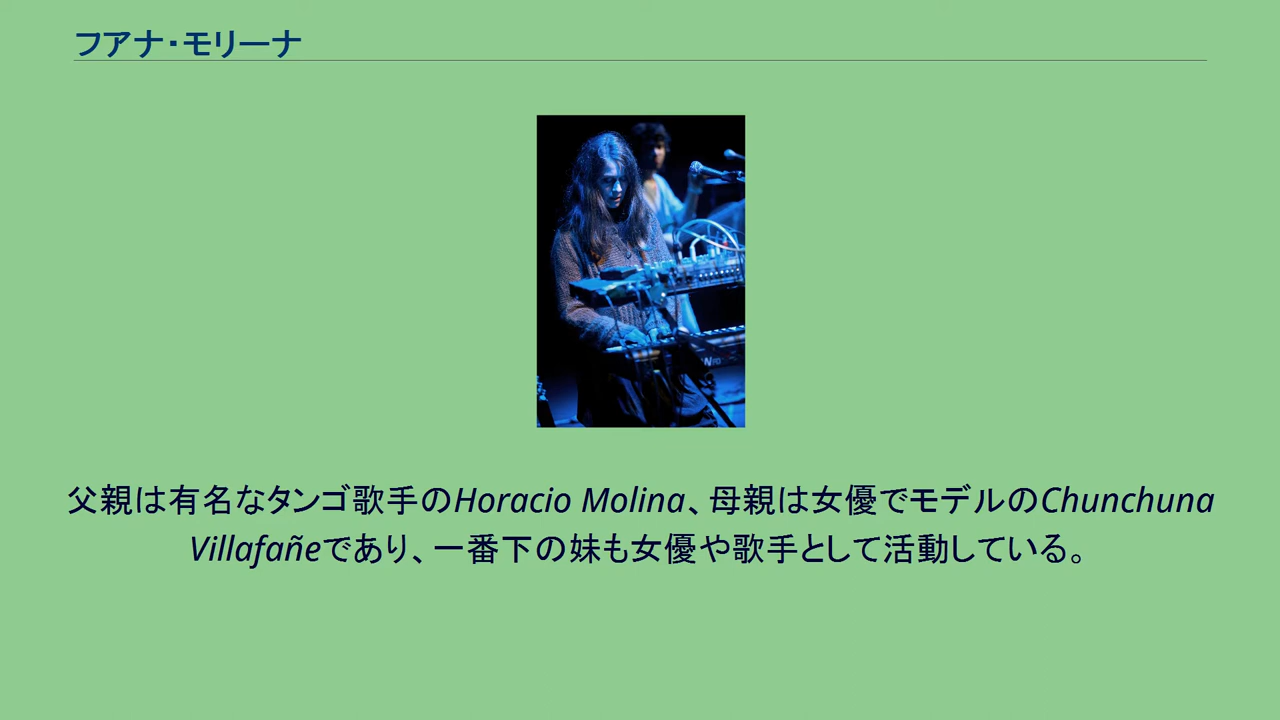 フアナ・モリーナ
父親は有名なタンゴ歌手のHoracio Molina、母親は女優でモデルのChunchuna
Villafañeであり、一番下の妹も女優や歌手として活動している。